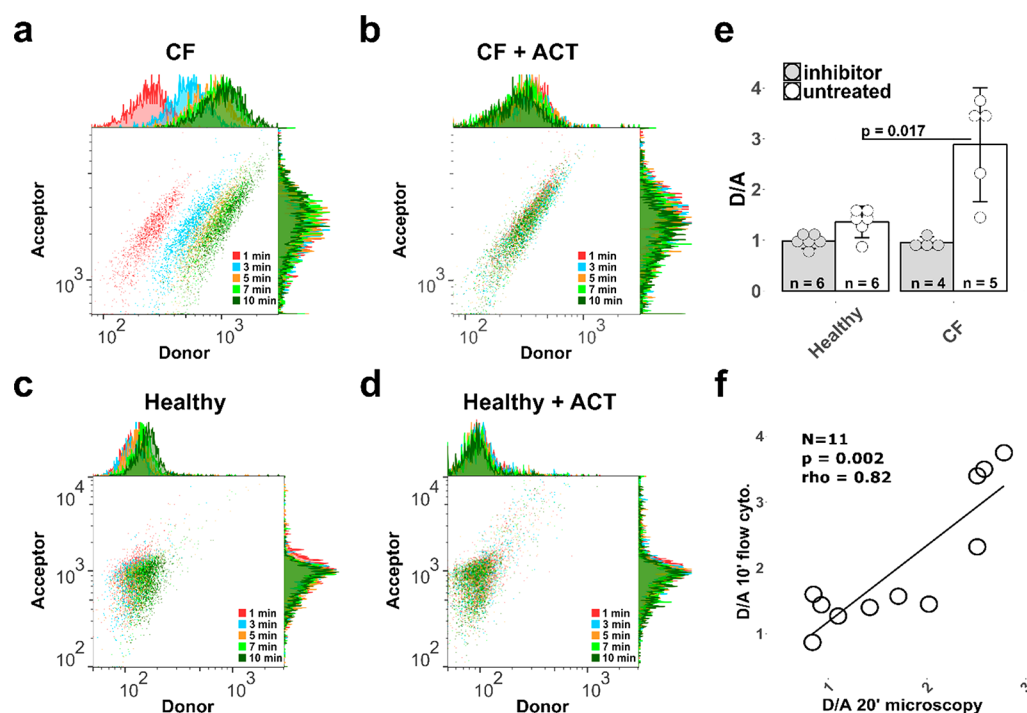 a
CF
Acceptor
10³
10² 10³
Donor
1 min
3 min
5 min
7 min
10 min
b
CF + ACT
Acceptor
10³
10² 10³
Donor
1 min
3 min
5 min
7 min
10 min
e
inhibitor
untreated
p = 0.017
D/A
4
3
2
1
0
n = 6 n = 6 n = 4 n = 5
Healthy CF
c
Healthy
Acceptor
10⁴
10³
10²
10² 10³
Donor
1 min
3 min
5 min
7 min
10 min
d
Healthy + ACT
Acceptor
10⁴
10³
10²
10² 10³
Donor
1 min
3 min
5 min
7 min
10 min
f
N=11
p = 0.002
rho = 0.82
D/A 10' flow cyto.
4
3
2
1
1 2 3
D/A 20' microscopy